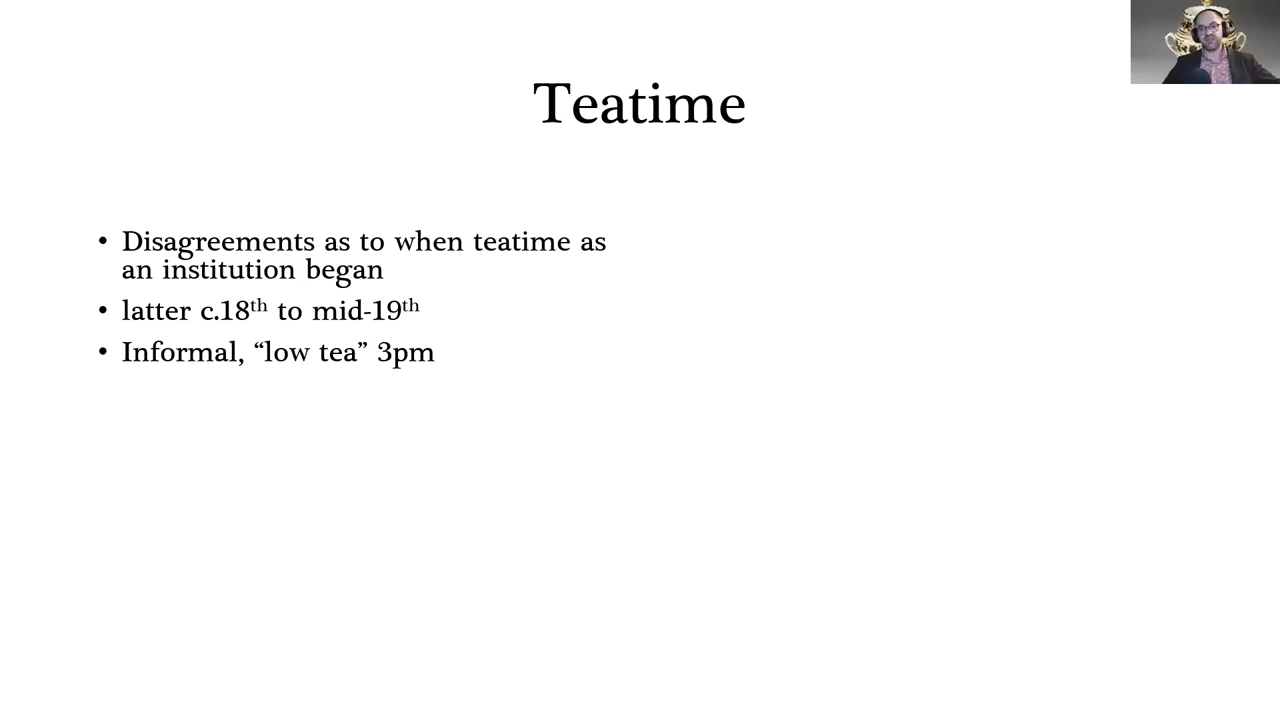 Teatime
• Disagreements as to when teatime as
an institution began
• latter c.18th to mid-19th
• Informal, “low tea” 3pm